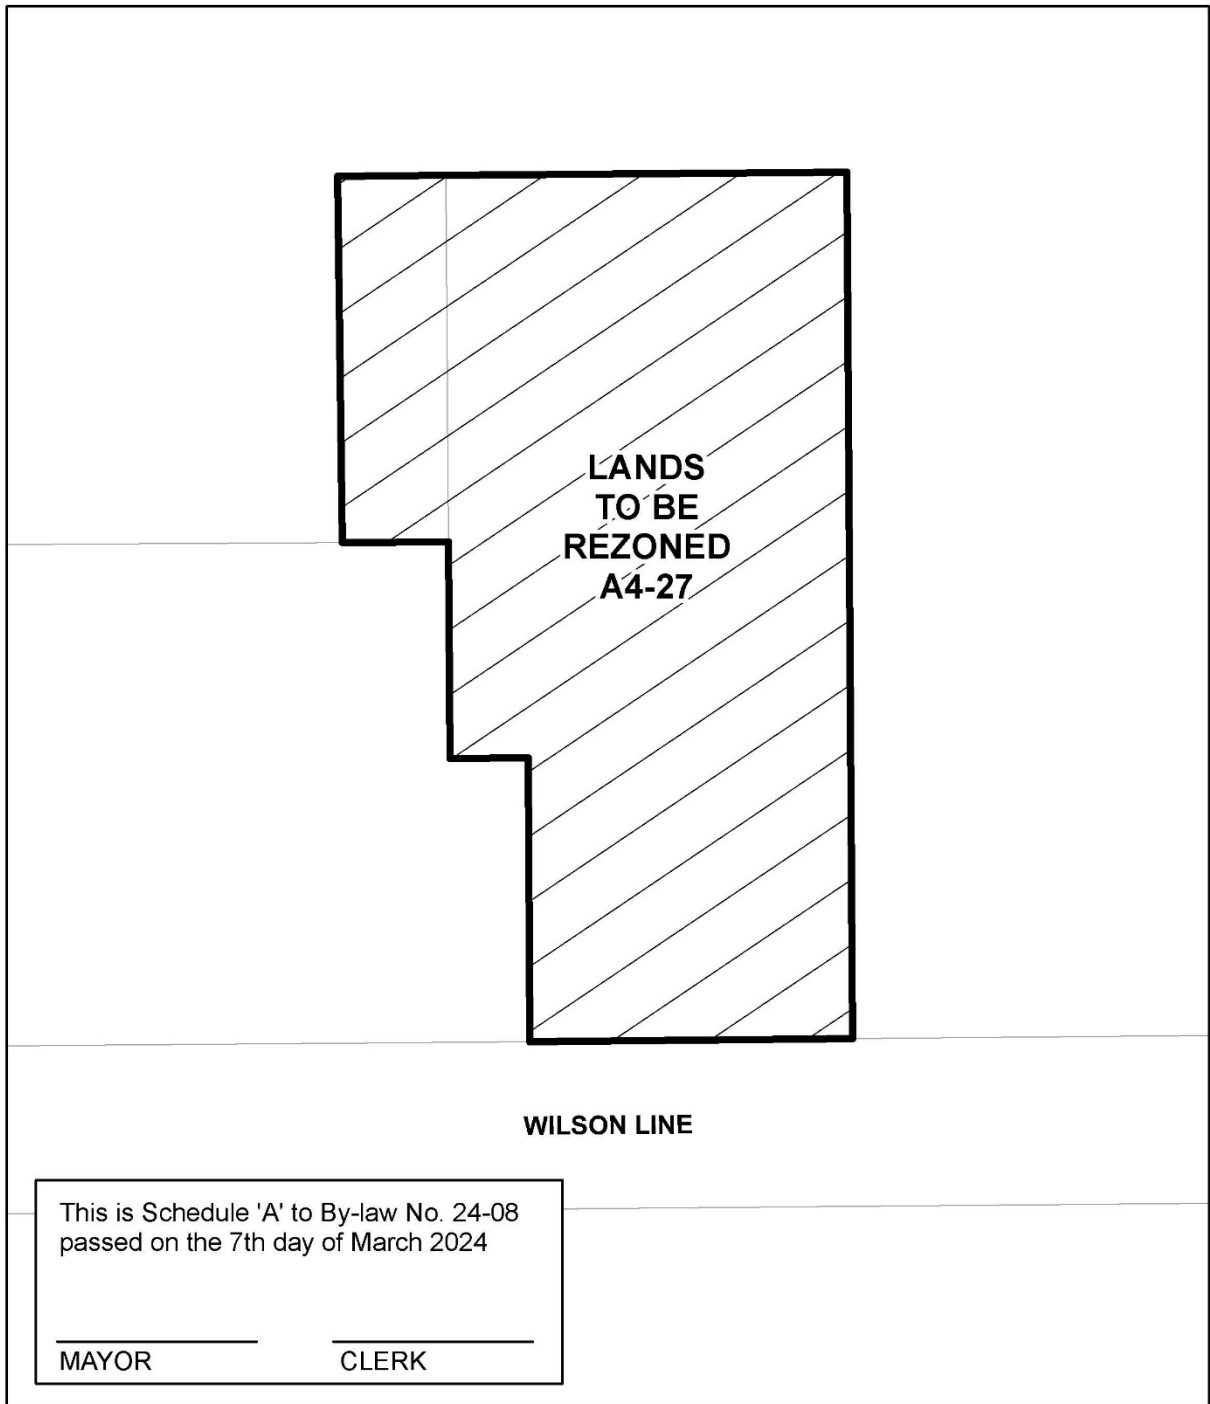 LANDS
TO BE
REZONED
A4-27
WILSON LINE
This is Schedule 'A' to By-law No. 24-08
passed on the 7th day of March 2024
MAYOR CLERK